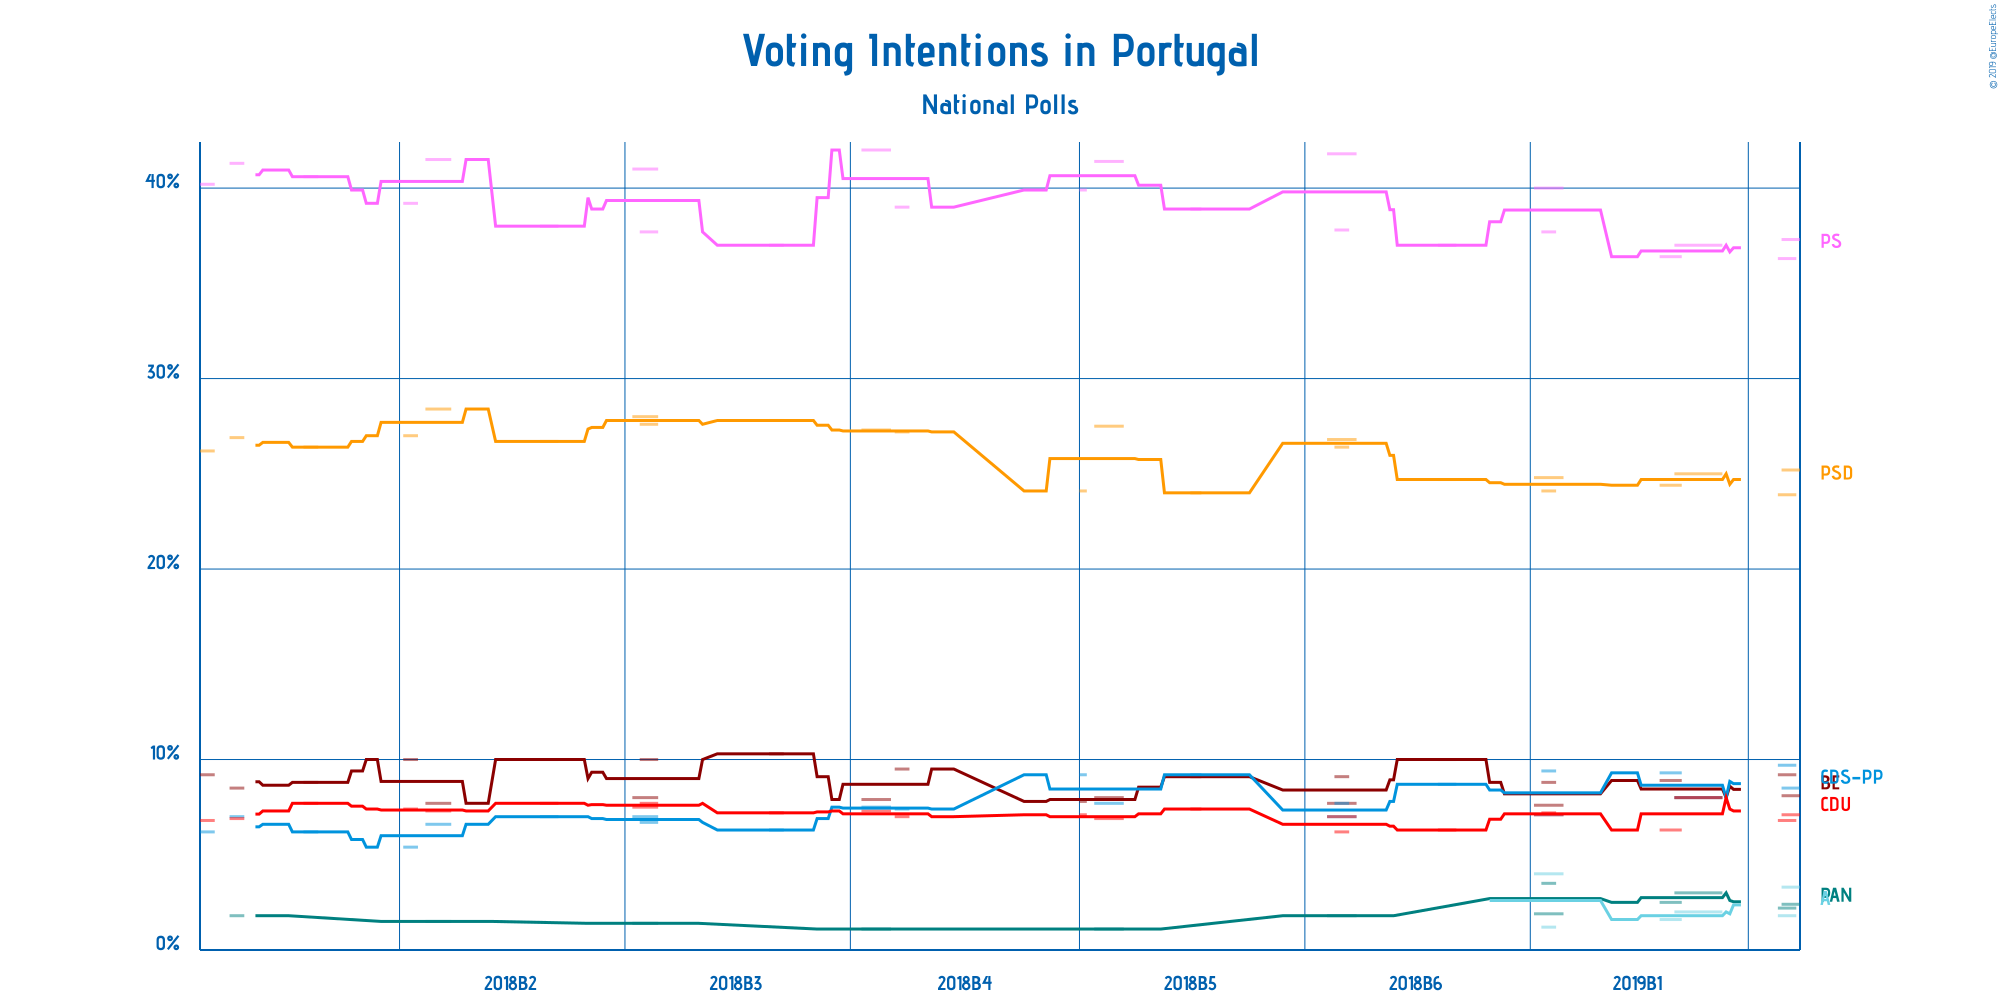 Voting Intentions in Portugal
National Polls
© 2019 @EuropeElects
40%
30%
20%
10%
0%
PS
PSD
CDS-PP
BE
CDU
PAN
A
2018B2
2018B3
2018B4
2018B5
2018B6
2019B1